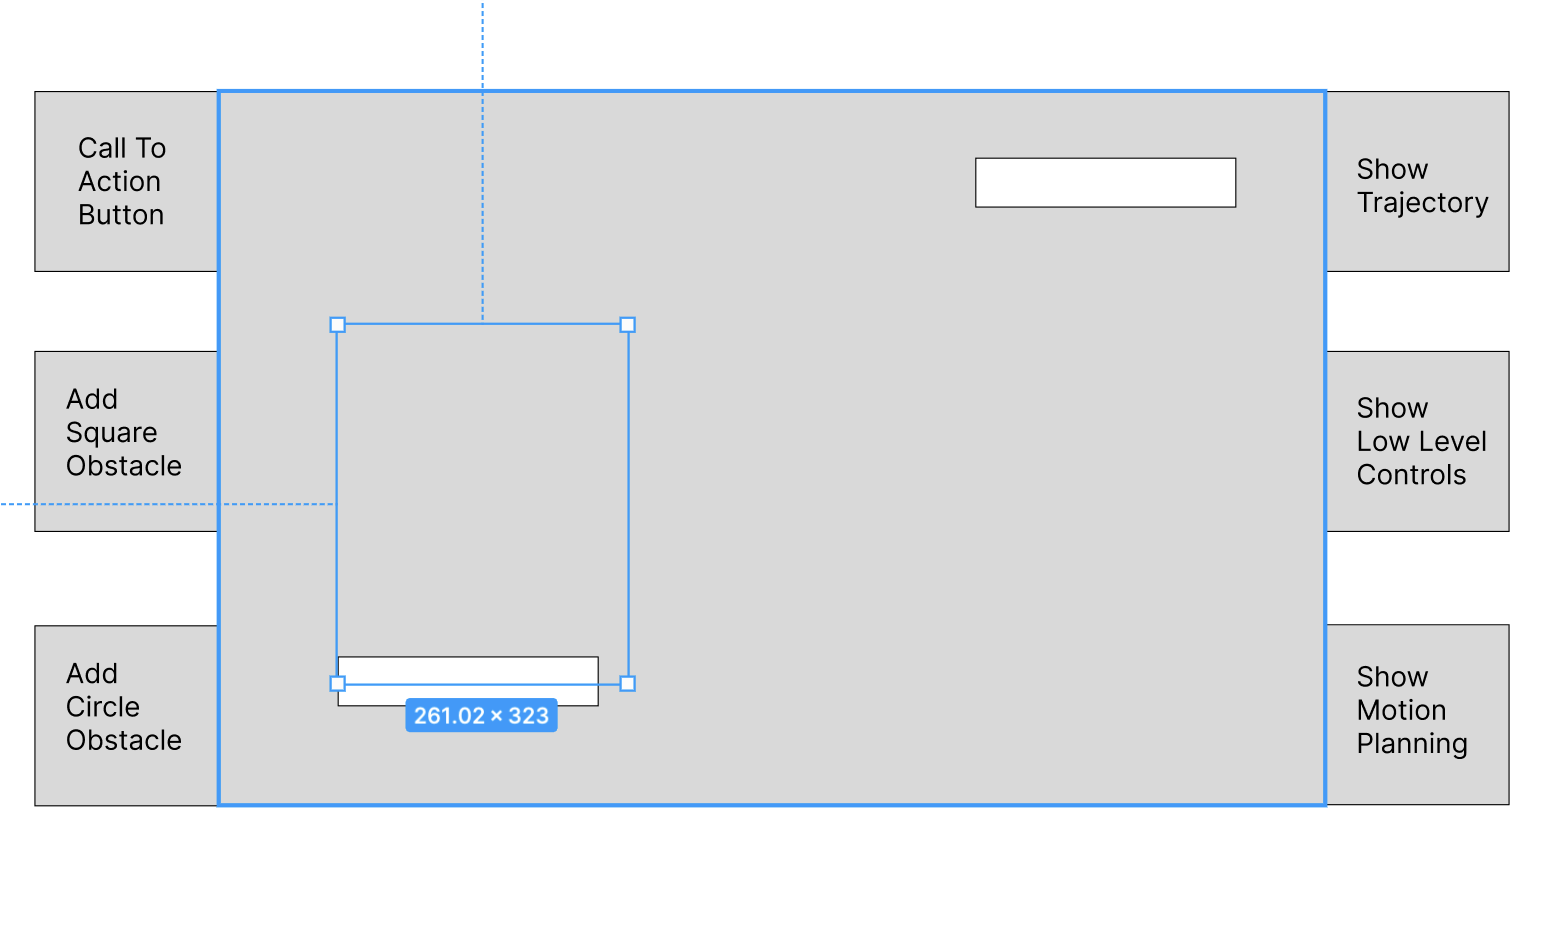 Call To
Action
Button
Show
Trajectory
Add
Square
Obstacle
Show
Low Level
Controls
Add
Circle
Obstacle
261.02 × 323
Show
Motion
Planning